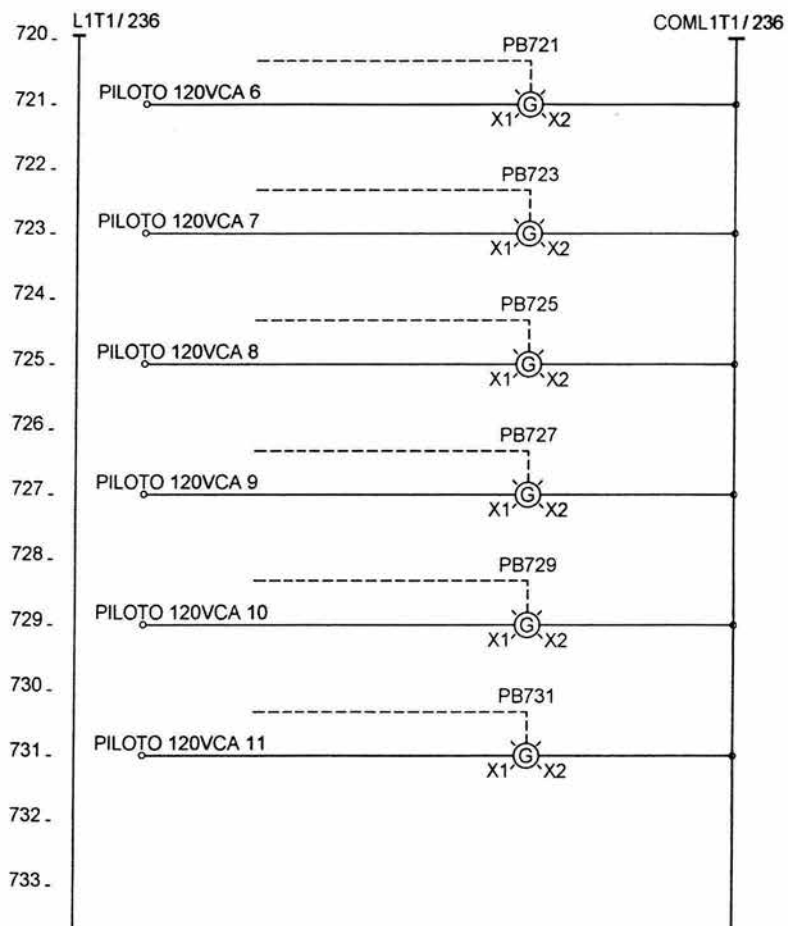 L1T1/236 COML1T1/236
720
PB721
721 PILOTO 120VCA 6 G
X1 X2
722
PB723
723 PILOTO 120VCA 7 G
X1 X2
724
PB725
725 PILOTO 120VCA 8 G
X1 X2
726
PB727
727 PILOTO 120VCA 9 G
X1 X2
728
PB729
729 PILOTO 120VCA 10 G
X1 X2
730
PB731
731 PILOTO 120VCA 11 G
X1 X2
732
733